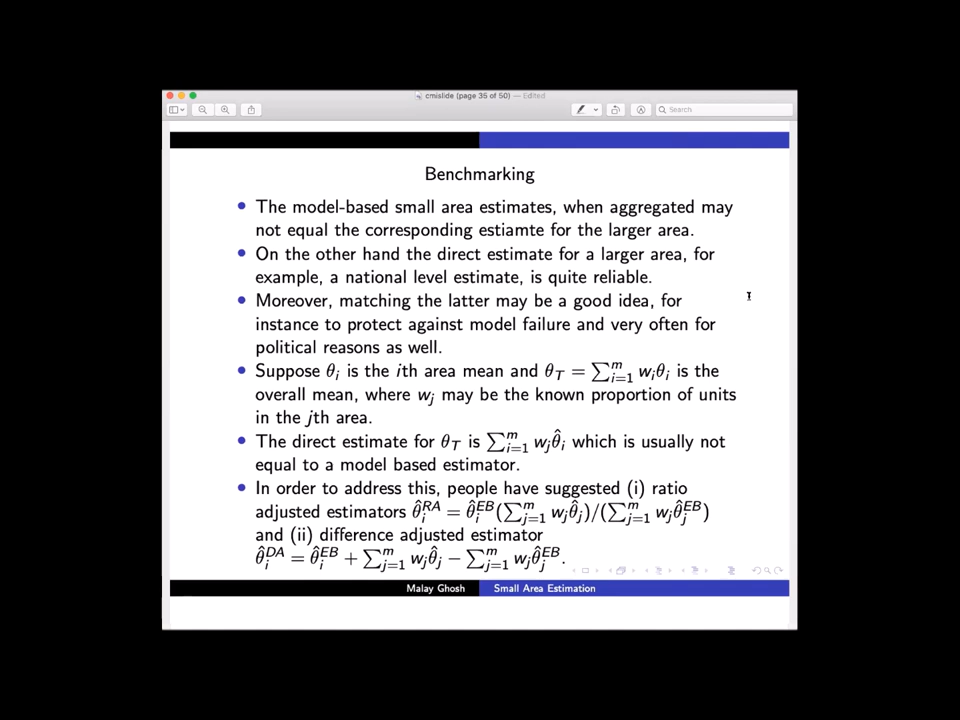 cmislide (page 35 of 50) — Edited
Search
Benchmarking
• The model-based small area estimates, when aggregated may
not equal the corresponding estiamte for the larger area.
• On the other hand the direct estimate for a larger area, for
example, a national level estimate, is quite reliable.
• Moreover, matching the latter may be a good idea, for
instance to protect against model failure and very often for
political reasons as well.
• Suppose θ_i is the ith area mean and θ_T = ∑_{i=1}^m w_iθ_i is the
overall mean, where w_j may be the known proportion of units
in the jth area.
• The direct estimate for θ_T is ∑_{i=1}^m w_jθ̂_i which is usually not
equal to a model based estimator.
• In order to address this, people have suggested (i) ratio
adjusted estimators θ̂_i^{RA} = θ̂_i^{EB}(∑_{j=1}^m w_jθ̂_j)/(∑_{j=1}^m w_jθ̂_j^{EB})
and (ii) difference adjusted estimator
θ̂_i^{DA} = θ̂_i^{EB} + ∑_{j=1}^m w_jθ̂_j − ∑_{j=1}^m w_jθ̂_j^{EB}.
Malay Ghosh Small Area Estimation